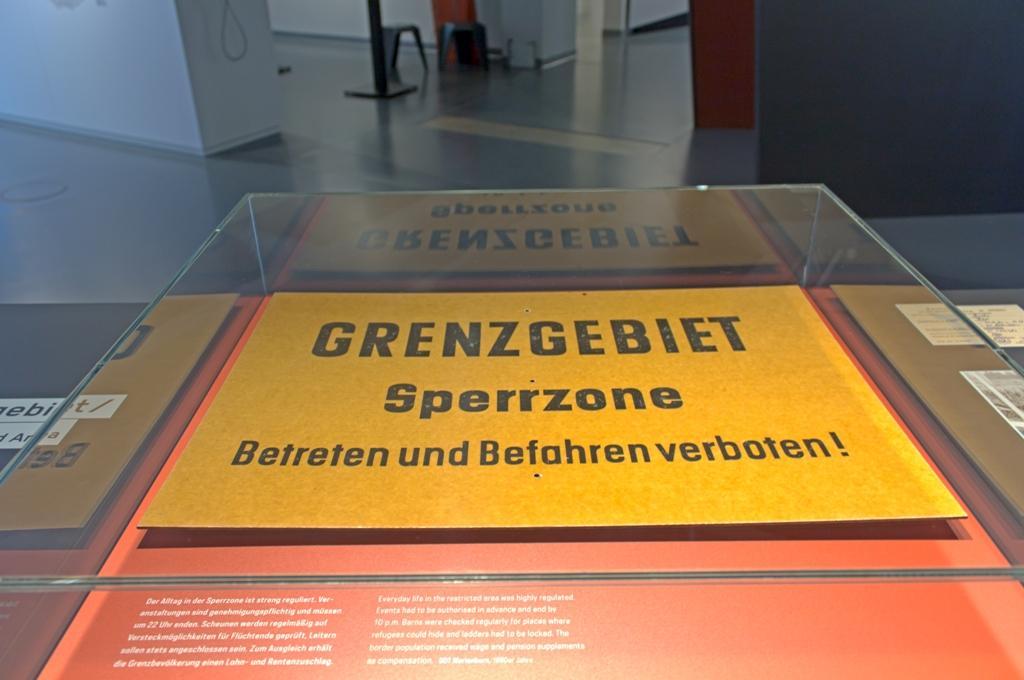 GRENZGEBIET
Sperrzone
Betreten und Befahren verboten!
Der Alltag in der Sperrzone ist streng reguliert. Ver-
anstaltungen sind genehmigungspflichtig und müssen
um 22 Uhr enden. Scheunen werden regelmäßig auf
Versteckmöglichkeiten für Flüchtende geprüft, Leitern
sollen stets angeschlossen sein. Zum Ausgleich erhält
die Grenzbevölkerung einen Lohn- und Rentenzuschlag.
Everyday life in the restricted area was highly regulated.
Events had to be authorised in advance and end by
10 p.m. Barns were checked regularly for places where
refugees could hide and ladders had to be locked. The
border population received wage and pension supplements
as compensation.